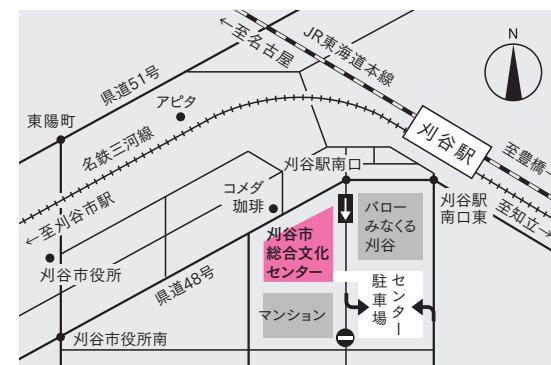 ←至名古屋
JR東海道本線
N
県道51号
アピタ
東陽町
名鉄三河線
刈谷駅
至豊橋→
刈谷駅南口
←至刈谷市駅
コメダ
珈琲
バロー
みなくる
刈谷
刈谷駅
南口東
至知立→
刈谷市
総合文化
センター
刈谷市役所
県道48号
センター
駐車場
マンション
刈谷市役所南